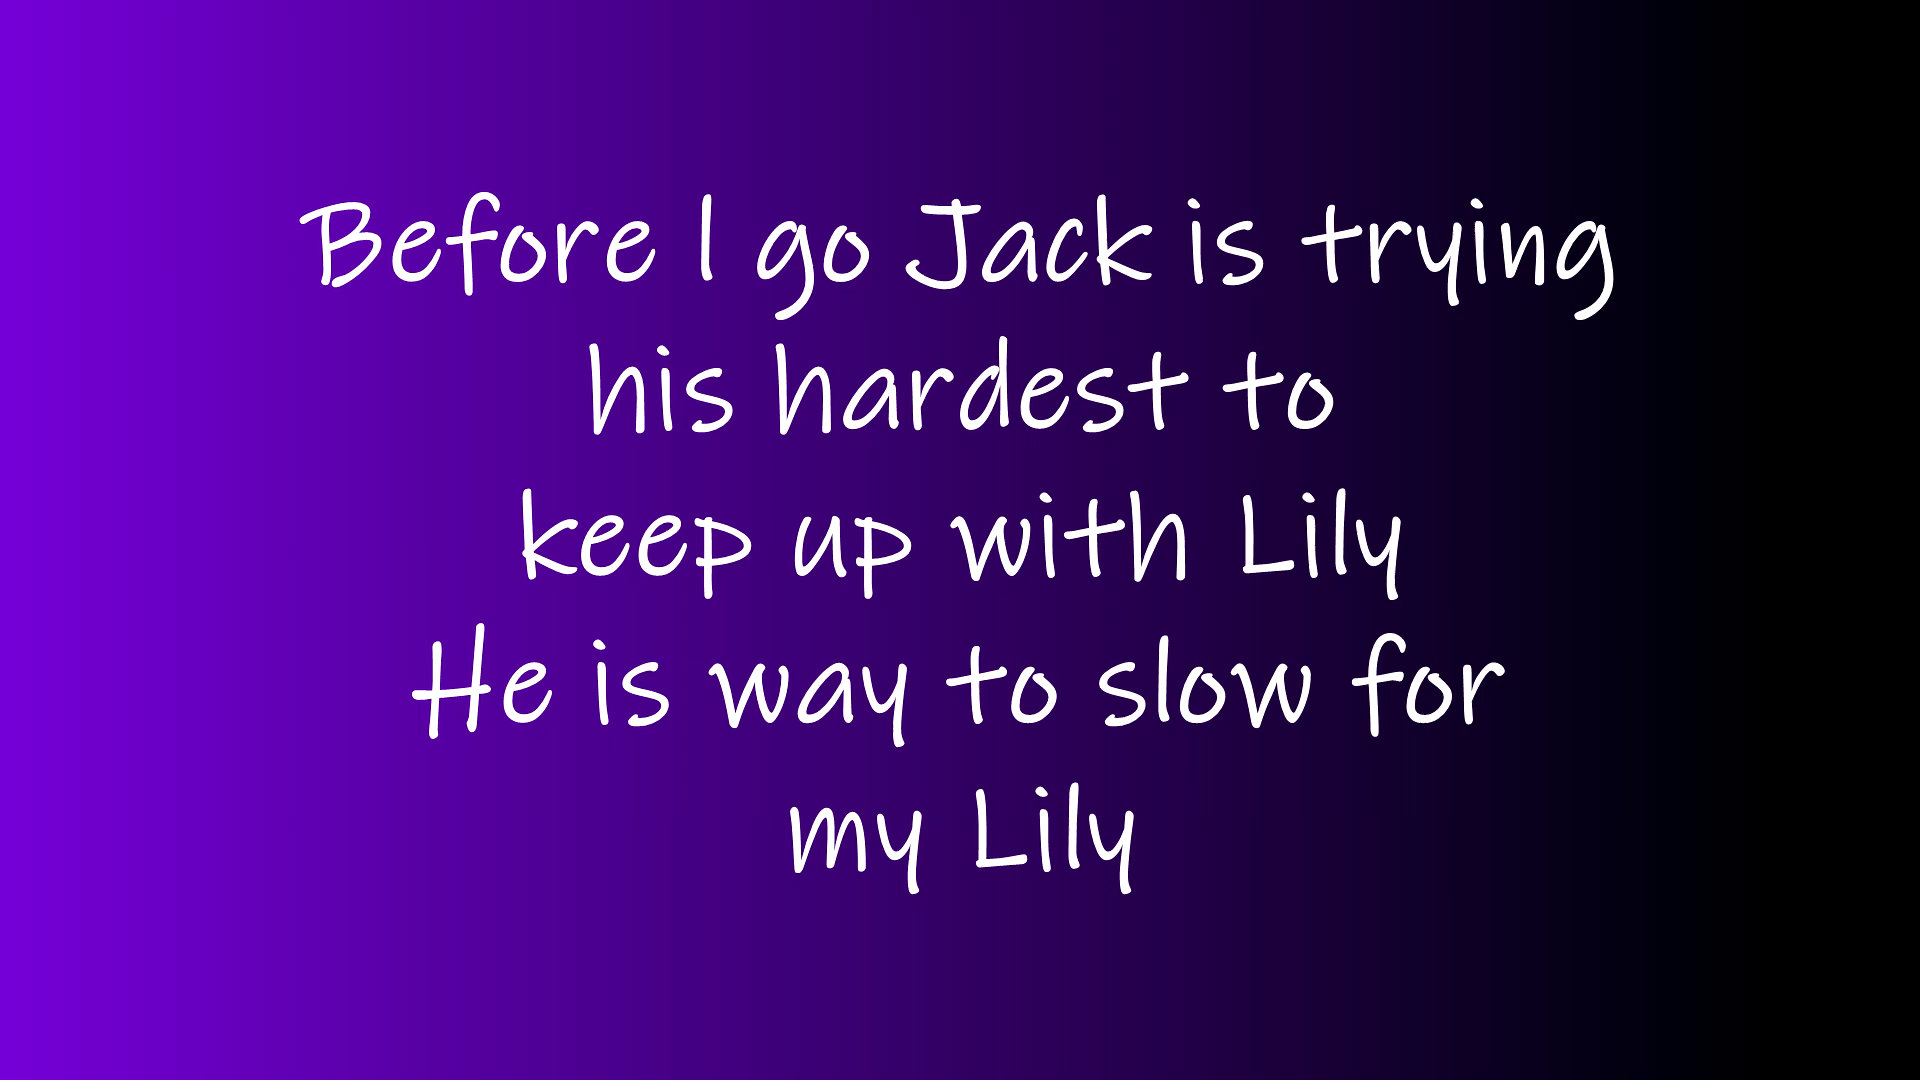 Before I go Jack is trying
his hardest to
keep up with Lily
He is way to slow for
my Lily